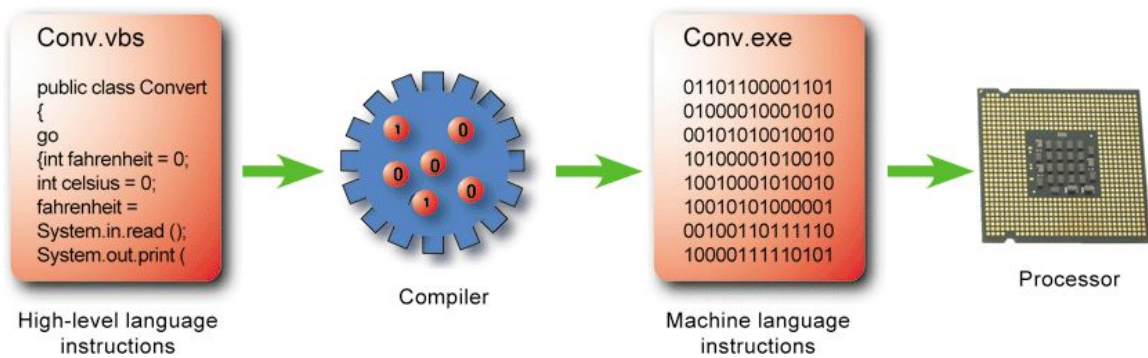 Conv.vbs
public class Convert
{
go
{int fahrenheit = 0;
int celsius = 0;
fahrenheit =
System.in.read ();
System.out.print (
High-level language
instructions
1
0
0
0
0
1
Compiler
Conv.exe
01101100001101
01000010001010
00101010010010
10100001010010
10010001010010
10010101000001
00100110111110
10000111110101
Machine language
instructions
Processor